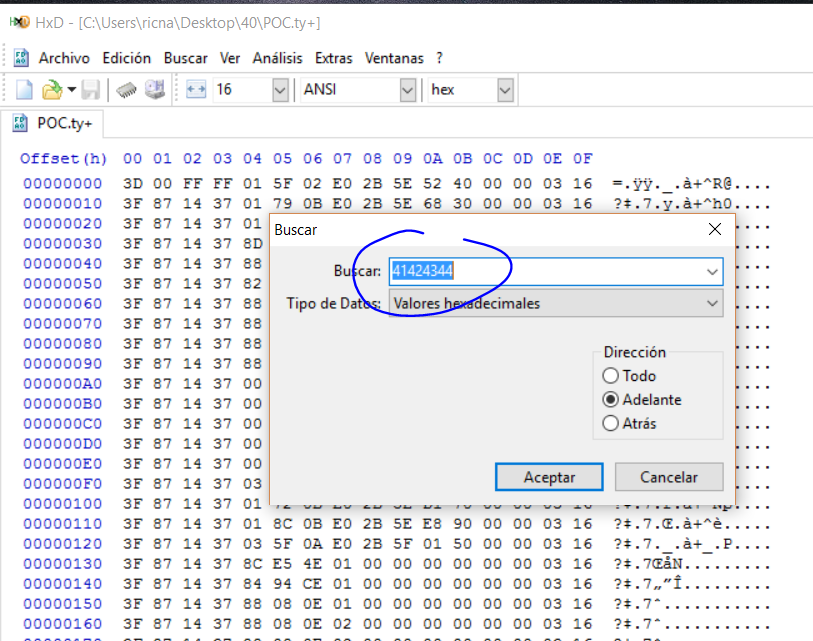 HxD - [C:\Users\ricna\Desktop\40\POC.ty+]
Archivo Edición Buscar Ver Análisis Extras Ventanas ?
16 ANSI hex
POC.ty+
Offset(h) 00 01 02 03 04 05 06 07 08 09 0A 0B 0C 0D 0E 0F
00000000 3D 00 FF FF 01 5F 02 E0 2B 5E 52 40 00 00 03 16 =.ÿÿ._.à+^R@....
00000010 3F 87 14 37 01 79 0B E0 2B 5E 68 30 00 00 03 16 ?‡.7.y.à+^h0....
00000020 3F 87 14 37 01
Buscar
00000030 3F 87 14 37 8D
00000040 3F 87 14 37 88
Buscar: 41424344
00000050 3F 87 14 37 82
00000060 3F 87 14 37 88
Tipo de Datos: Valores hexadecimales
00000070 3F 87 14 37 88
00000080 3F 87 14 37 88
Dirección
00000090 3F 87 14 37 88
Todo
000000A0 3F 87 14 37 00
000000B0 3F 87 14 37 00
Adelante
000000C0 3F 87 14 37 00
Atrás
000000D0 3F 87 14 37 00
000000E0 3F 87 14 37 00
Aceptar Cancelar
000000F0 3F 87 14 37 03
00000100 3F 87 14 37 01
00000110 3F 87 14 37 01 8C 0B E0 2B 5E E8 90 00 00 03 16 ?‡.7.Œ.à+^è.....
00000120 3F 87 14 37 03 5F 0A E0 2B 5F 01 50 00 00 03 16 ?‡.7._.à+_.P....
00000130 3F 87 14 37 8C E5 4E 01 00 00 00 00 00 00 03 16 ?‡.7ŒåN.........
00000140 3F 87 14 37 84 94 CE 01 00 00 00 00 00 00 03 16 ?‡.7„”Î.........
00000150 3F 87 14 37 88 08 0E 01 00 00 00 00 00 00 03 16 ?‡.7ˆ...........
00000160 3F 87 14 37 88 08 0E 02 00 00 00 00 00 00 03 16 ?‡.7ˆ...........